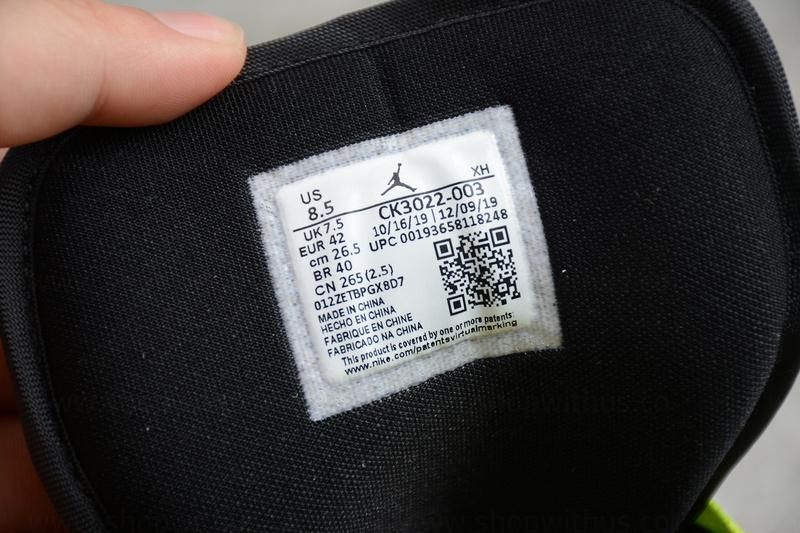 US
8.5
XH
CK3022-003
UK 7.5
10/16/19 | 12/09/19
EUR 42
UPC 00193658118248
cm 26.5
BR 40
CN 265 (2.5)
012ZETBPGX8D7
MADE IN CHINA
HECHO EN CHINA
FABRIQUE EN CHINE
FABRICADO NA CHINA
This product is covered by one or more patents:
www.nike.com/patentsvirtualmarking